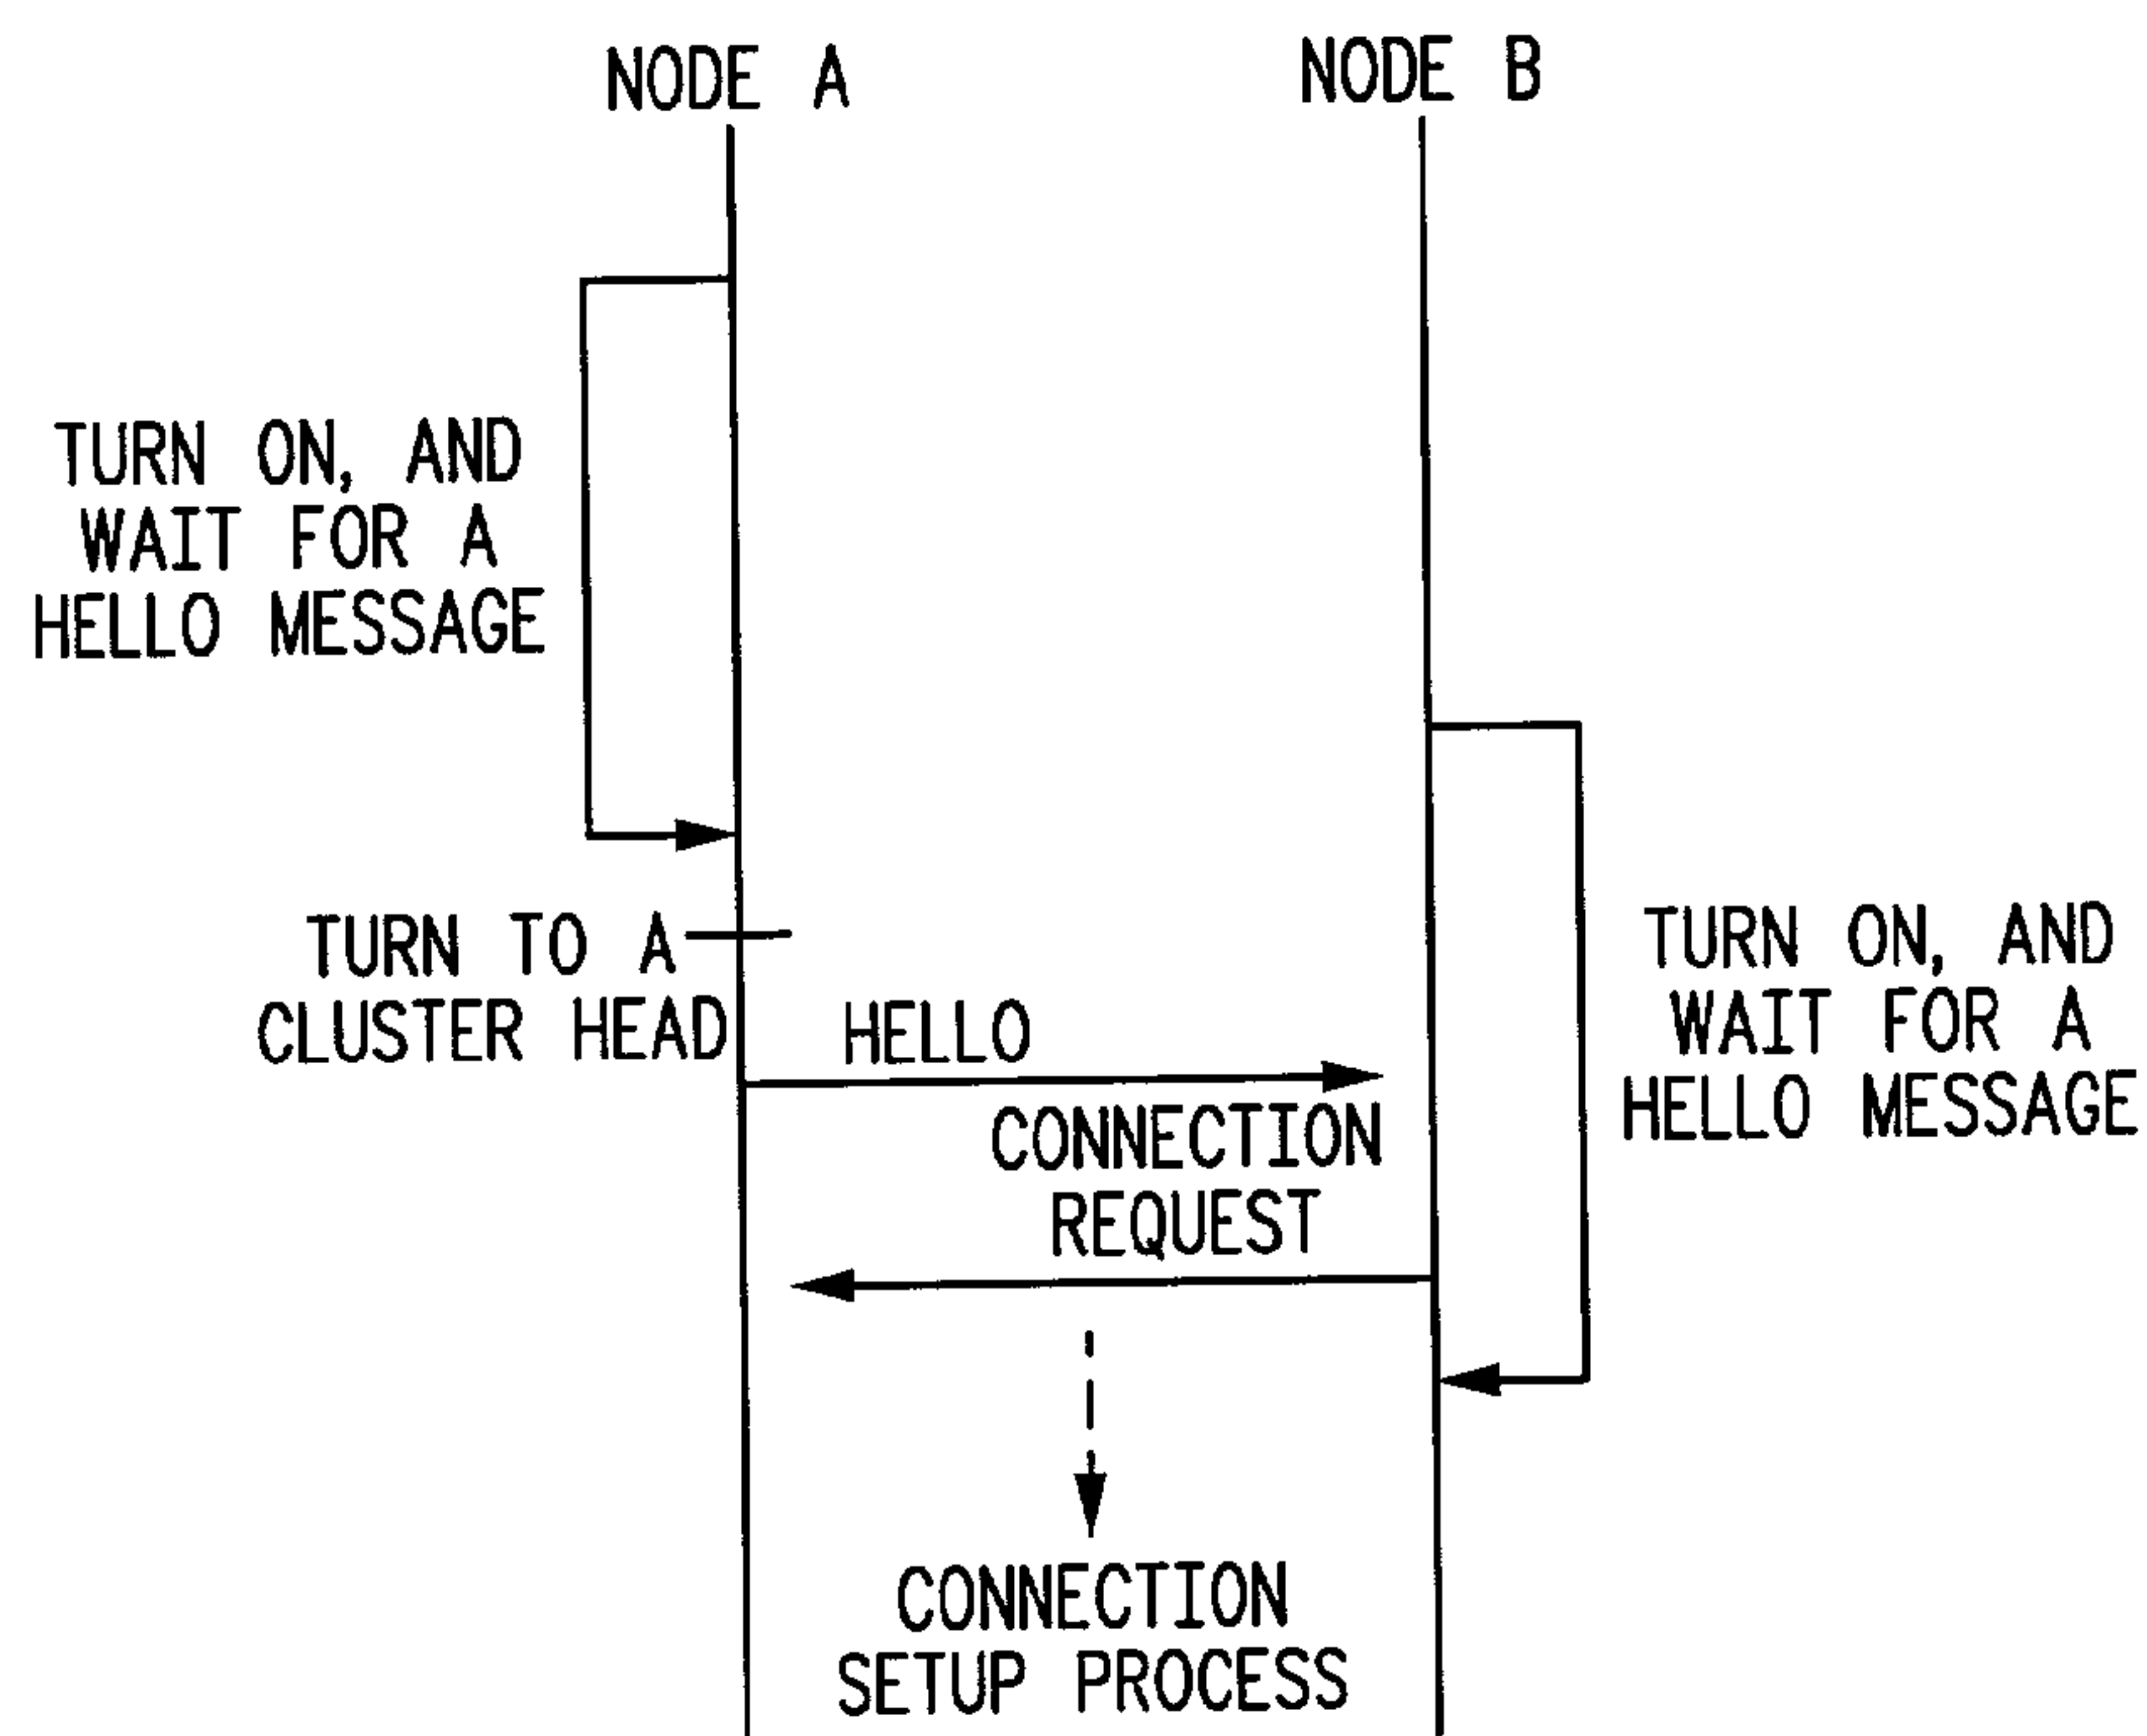 NODE A
NODE B
TURN ON, AND
WAIT FOR A
HELLO MESSAGE
TURN TO A
CLUSTER HEAD
HELLO
TURN ON, AND
WAIT FOR A
HELLO MESSAGE
CONNECTION
REQUEST
CONNECTION
SETUP PROCESS